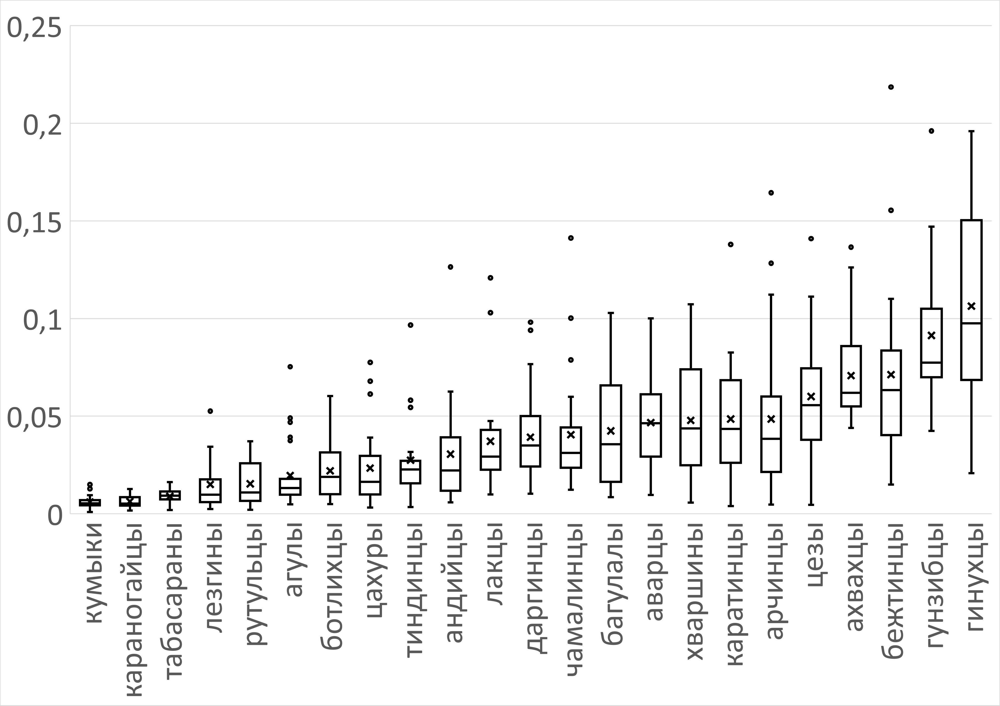 0,25
0,2
0,15
0,1
0,05
0
кумыки
караногайцы
табасараны
лезгины
рутульцы
агулы
ботлихцы
цахуры
тиндинцы
андийцы
лакцы
даргинцы
чамалинцы
багулалы
аварцы
хваршины
каратинцы
арчинцы
цезы
ахвахцы
бежтинцы
гунзибцы
гинухцы